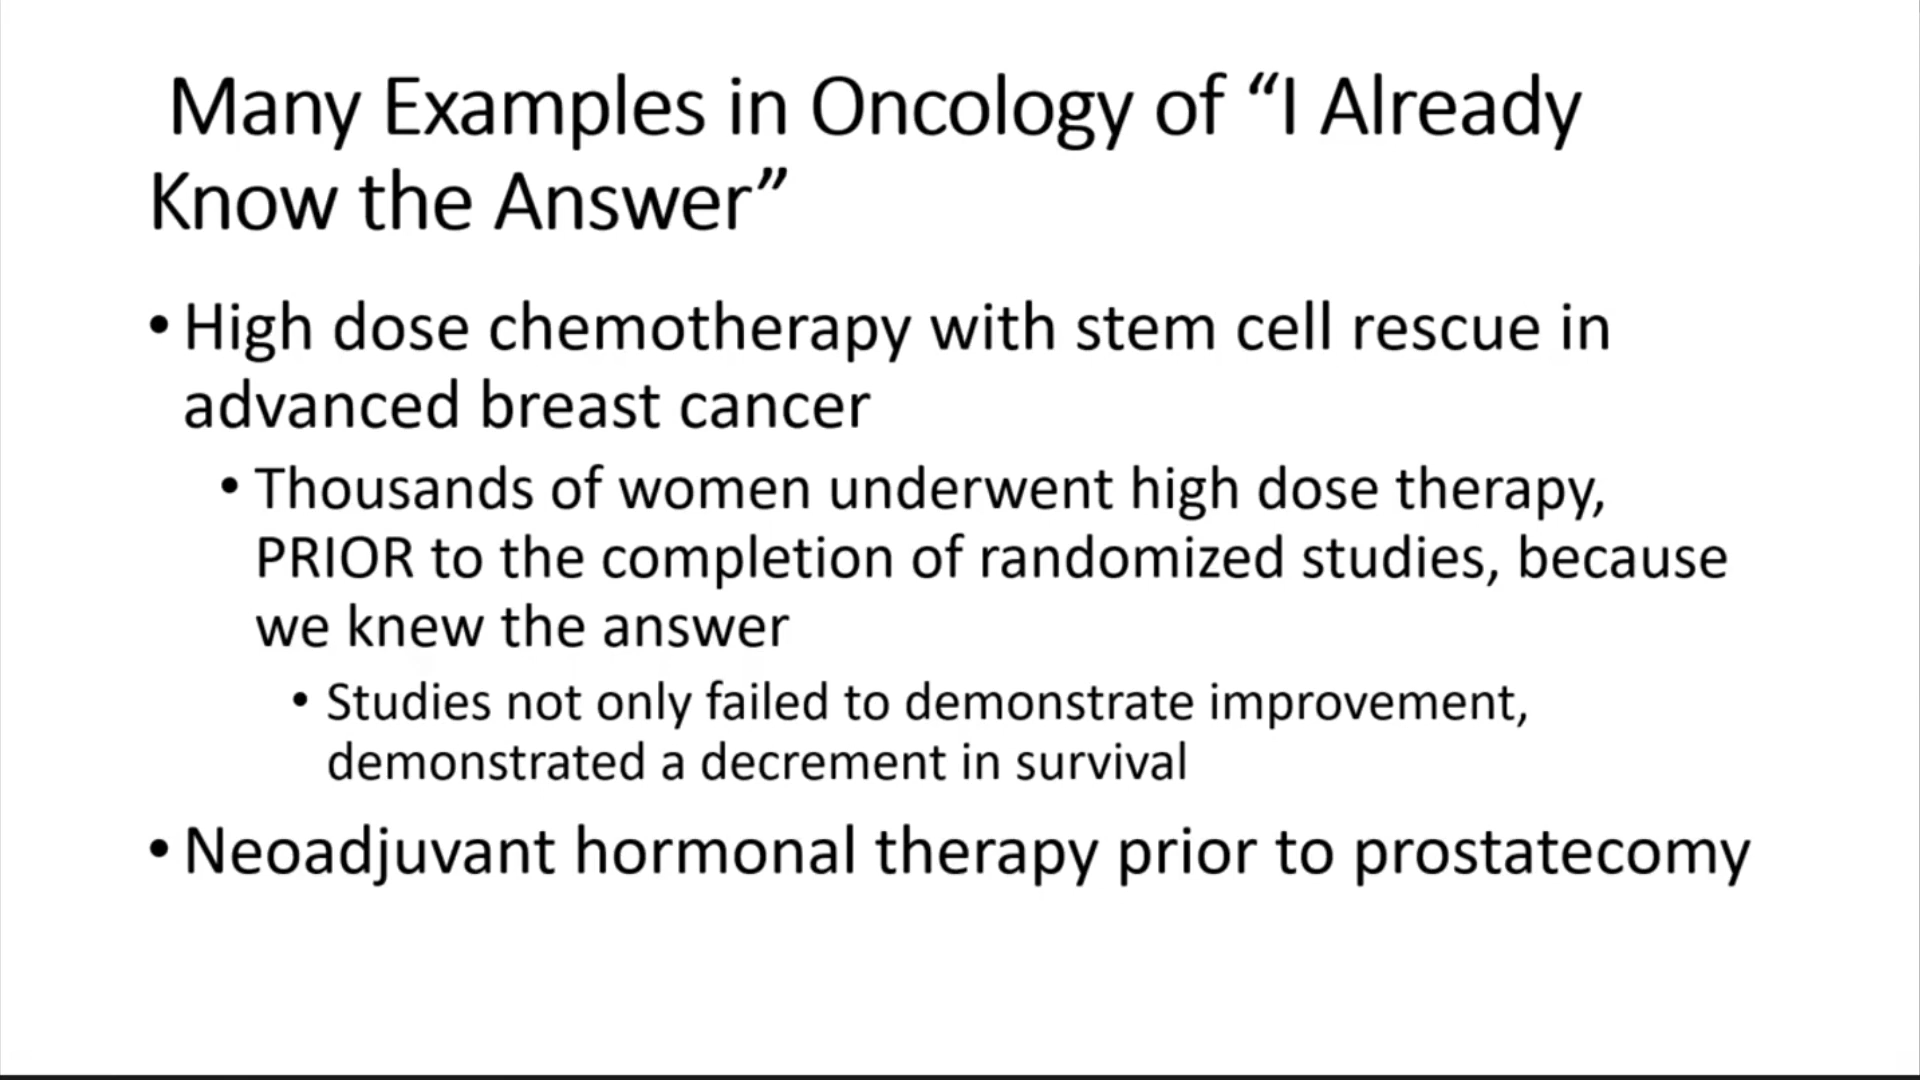 Many Examples in Oncology of “I Already
Know the Answer”
• High dose chemotherapy with stem cell rescue in
advanced breast cancer
• Thousands of women underwent high dose therapy,
PRIOR to the completion of randomized studies, because
we knew the answer
• Studies not only failed to demonstrate improvement,
demonstrated a decrement in survival
• Neoadjuvant hormonal therapy prior to prostatecomy